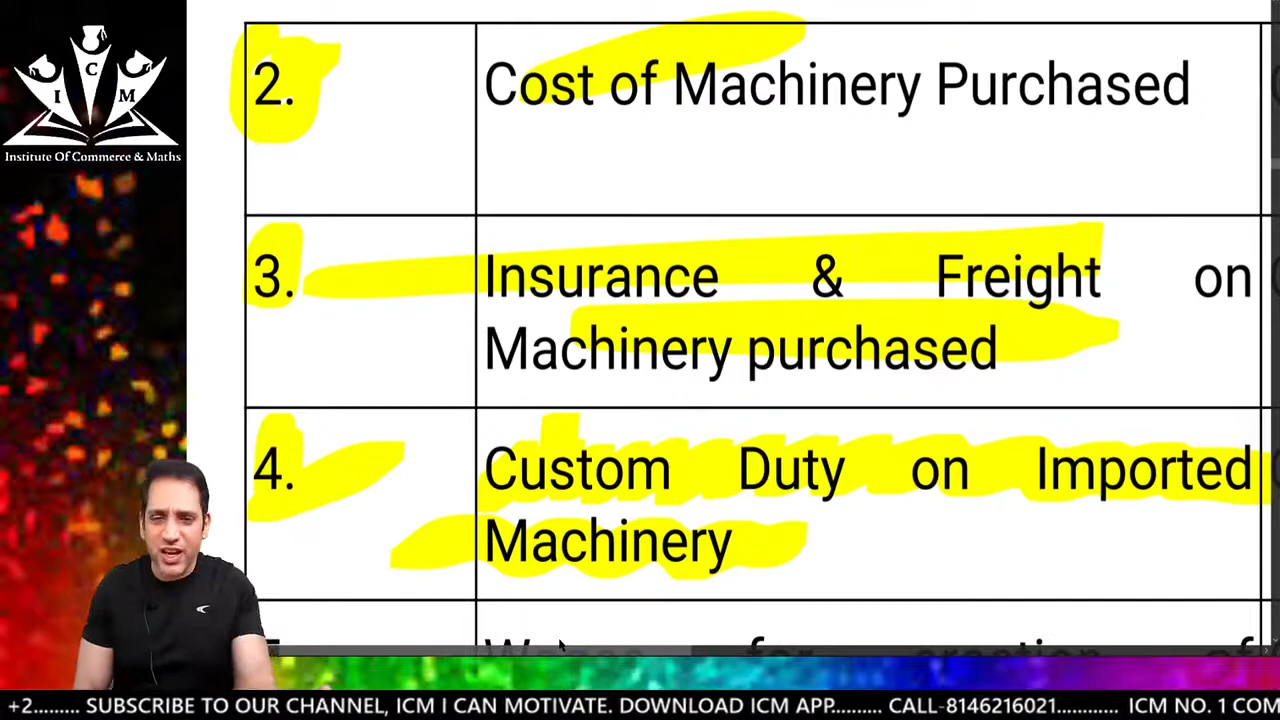 I C M
Institute Of Commerce & Maths
2. Cost of Machinery Purchased
3. Insurance & Freight on
Machinery purchased
4. Custom Duty on Imported
Machinery
+2......... SUBSCRIBE TO OUR CHANNEL, ICM I CAN MOTIVATE. DOWNLOAD ICM APP......... CALL-8146216021........... ICM NO. 1 COM